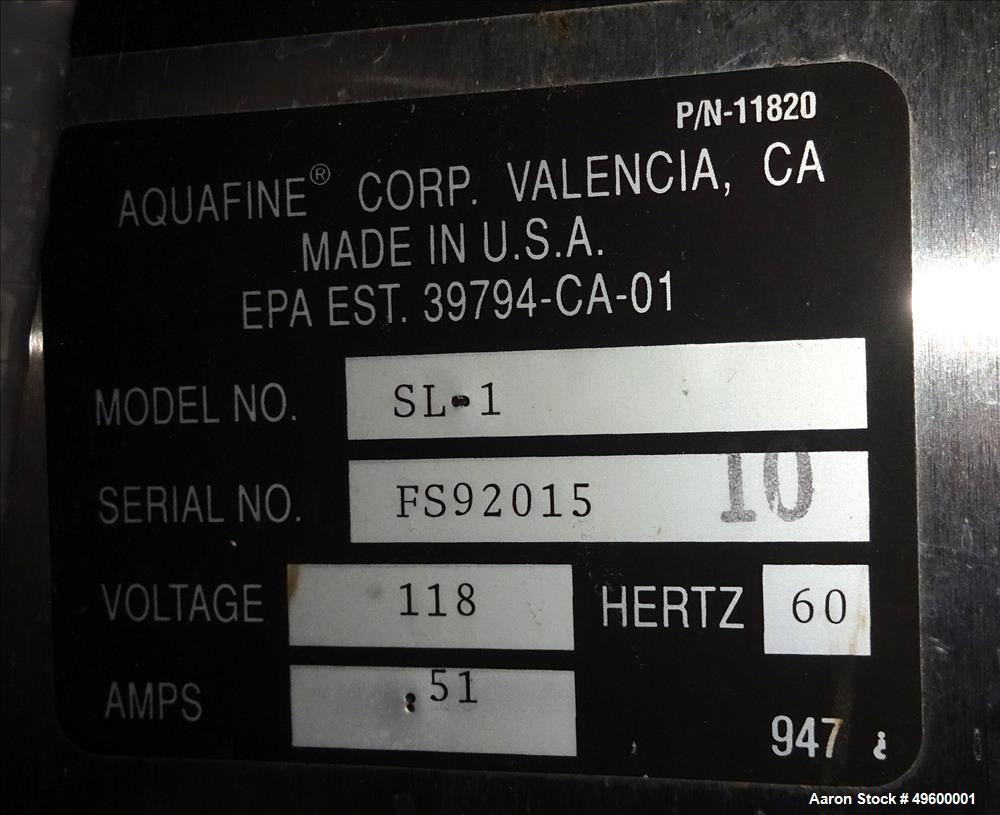 P/N-11820
AQUAFINE® CORP. VALENCIA, CA
MADE IN U.S.A.
EPA EST. 39794-CA-01
MODEL NO. SL-1
SERIAL NO. FS92015 10
VOLTAGE 118 HERTZ 60
AMPS .51
947
Aaron Stock # 49600001